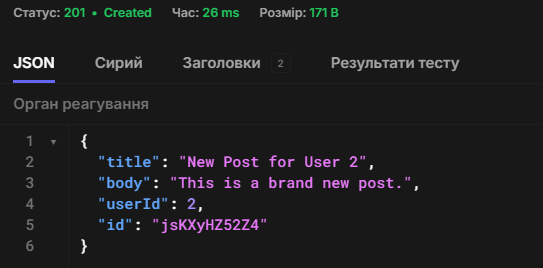 Статус: 201 • Created Час: 26 ms Розмір: 171 B
JSON Сирий Заголовки 2 Результати тесту
Орган реагування
1 {
2 "title": "New Post for User 2",
3 "body": "This is a brand new post.",
4 "userId": 2,
5 "id": "jsKXyHZ52Z4"
6 }